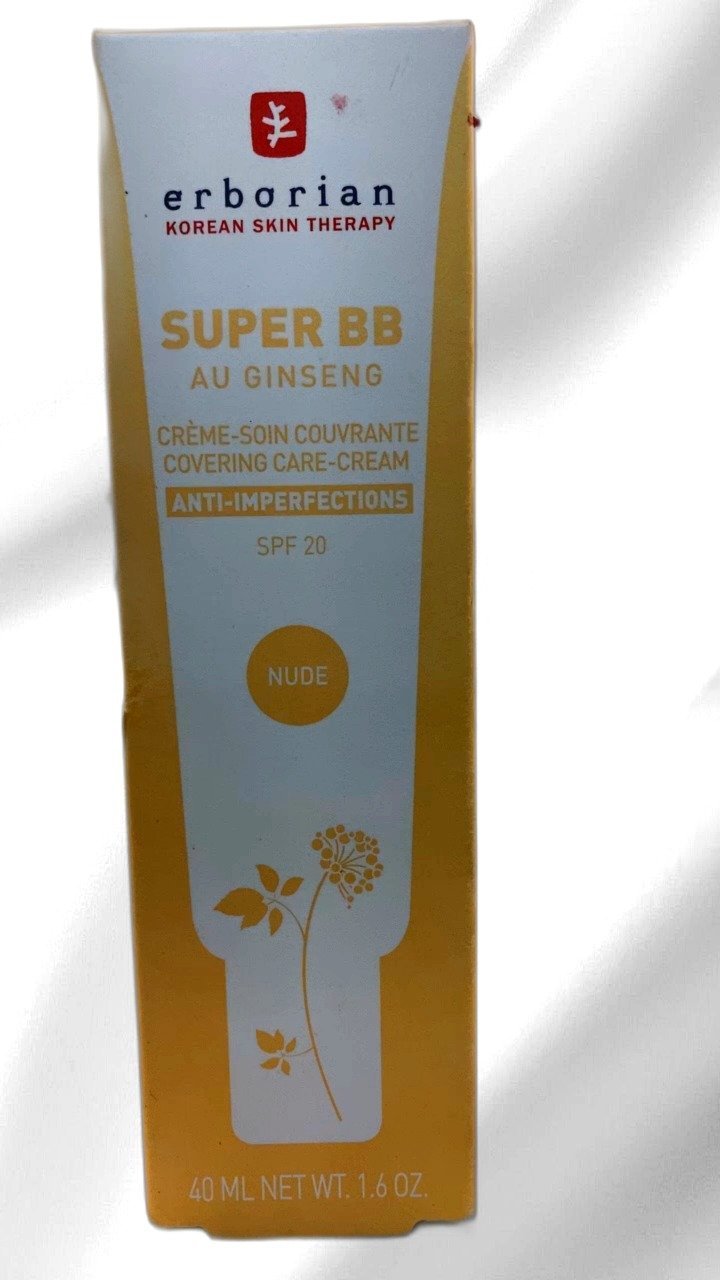 erborian
KOREAN SKIN THERAPY
SUPER BB
AU GINSENG
CRÈME-SOIN COUVRANTE
COVERING CARE-CREAM
ANTI-IMPERFECTIONS
SPF 20
NUDE
40 ML NET WT. 1.6 OZ.